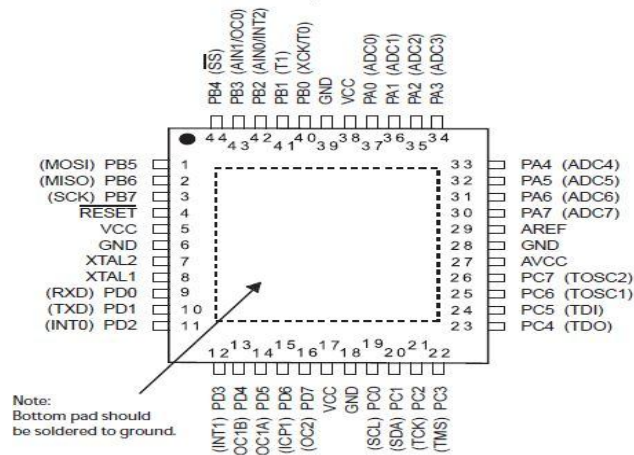 PB4 (SS)
PB3 (AIN1/OC0)
PB2 (AIN0/INT2)
PB1 (T1)
PB0 (XCK/T0)
GND
VCC
PA0 (ADC0)
PA1 (ADC1)
PA2 (ADC2)
PA3 (ADC3)
44
43
42
41
40
39
38
37
36
35
34
(MOSI) PB5 1
(MISO) PB6 2
(SCK) PB7 3
RESET 4
VCC 5
GND 6
XTAL2 7
XTAL1 8
(RXD) PD0 9
(TXD) PD1 10
(INT0) PD2 11
33 PA4 (ADC4)
32 PA5 (ADC5)
31 PA6 (ADC6)
30 PA7 (ADC7)
29 AREF
28 GND
27 AVCC
26 PC7 (TOSC2)
25 PC6 (TOSC1)
24 PC5 (TDI)
23 PC4 (TDO)
12
13
14
15
16
17
18
19
20
21
22
(INT1) PD3
OC1B) PD4
OC1A) PD5
(ICP1) PD6
(OC2) PD7
VCC
GND
(SCL) PC0
(SDA) PC1
(TCK) PC2
(TMS) PC3
Note:
Bottom pad should
be soldered to ground.